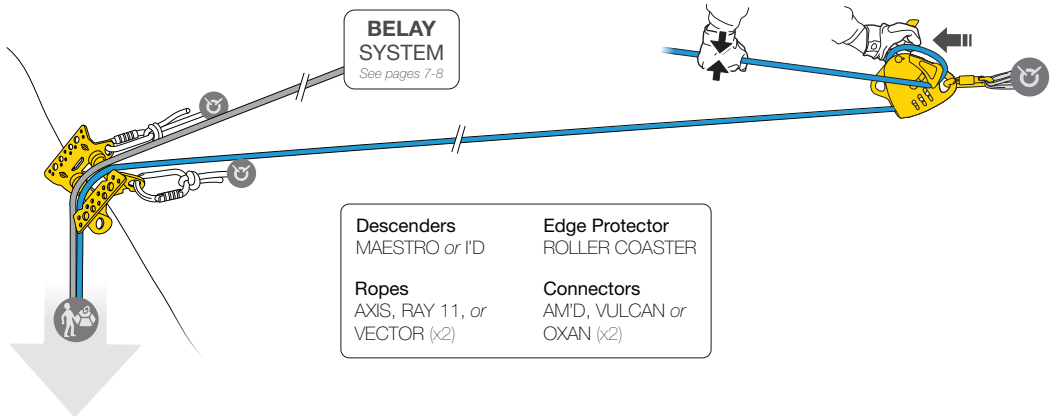 BELAY
SYSTEM
See pages 7-8
Descenders
MAESTRO or I'D
Edge Protector
ROLLER COASTER
Ropes
AXIS, RAY 11, or
VECTOR (x2)
Connectors
AM'D, VULCAN or
OXAN (x2)